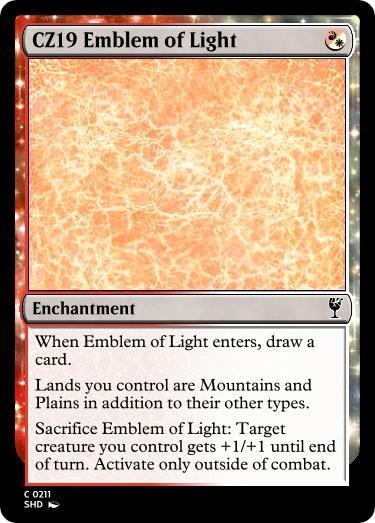 CZ19 Emblem of Light
Enchantment
When Emblem of Light enters, draw a
card.
Lands you control are Mountains and
Plains in addition to their other types.
Sacrifice Emblem of Light: Target
creature you control gets +1/+1 until end
of turn. Activate only outside of combat.
C 0211
SHD